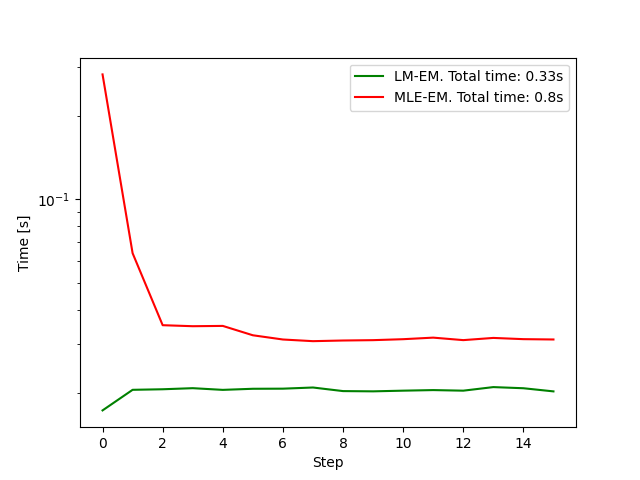 LM-EM. Total time: 0.33s
MLE-EM. Total time: 0.8s
10⁻¹
Time [s]
0 2 4 6 8 10 12 14
Step